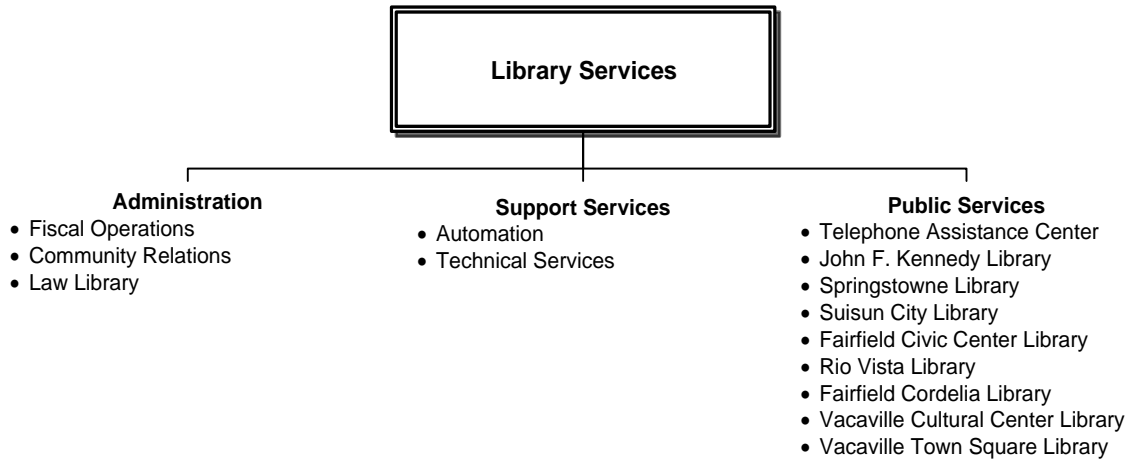 Library Services
Administration
• Fiscal Operations
• Community Relations
• Law Library
Support Services
• Automation
• Technical Services
Public Services
• Telephone Assistance Center
• John F. Kennedy Library
• Springstowne Library
• Suisun City Library
• Fairfield Civic Center Library
• Rio Vista Library
• Fairfield Cordelia Library
• Vacaville Cultural Center Library
• Vacaville Town Square Library